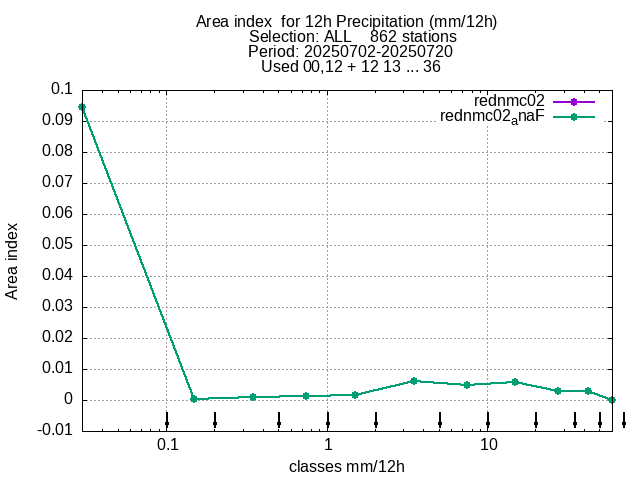 Area index  for 12h Precipitation (mm/12h)
Selection: ALL    862 stations
Period: 20250702-20250720
Used 00,12 + 12 13 ... 36
rednmc02
rednmc02anaF
0.1
0.09
0.08
0.07
0.06
0.05
0.04
0.03
0.02
0.01
0
-0.01
Area index
0.1 1 10
classes mm/12h